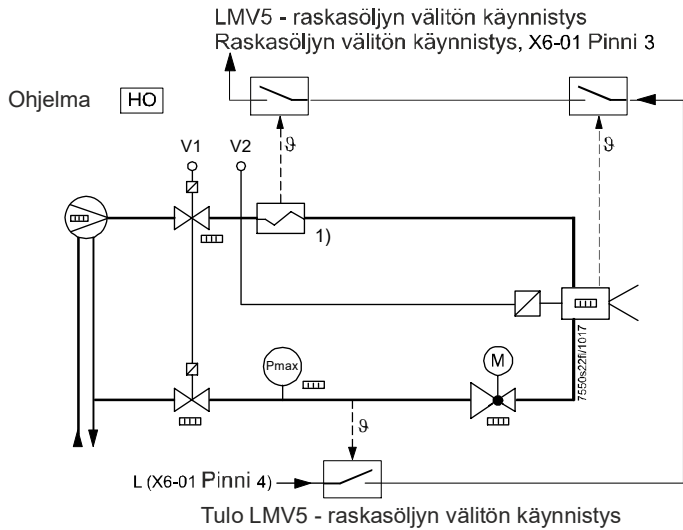 LMV5 - raskasöljyn välitön käynnistys
Raskasöljyn välitön käynnistys, X6-01 Pinni 3
Ohjelma HO
V1 V2 ϑ ϑ
1)
Pmax
M
7550s22fi/1017
ϑ
L (X6-01 Pinni 4)
Tulo LMV5 - raskasöljyn välitön käynnistys